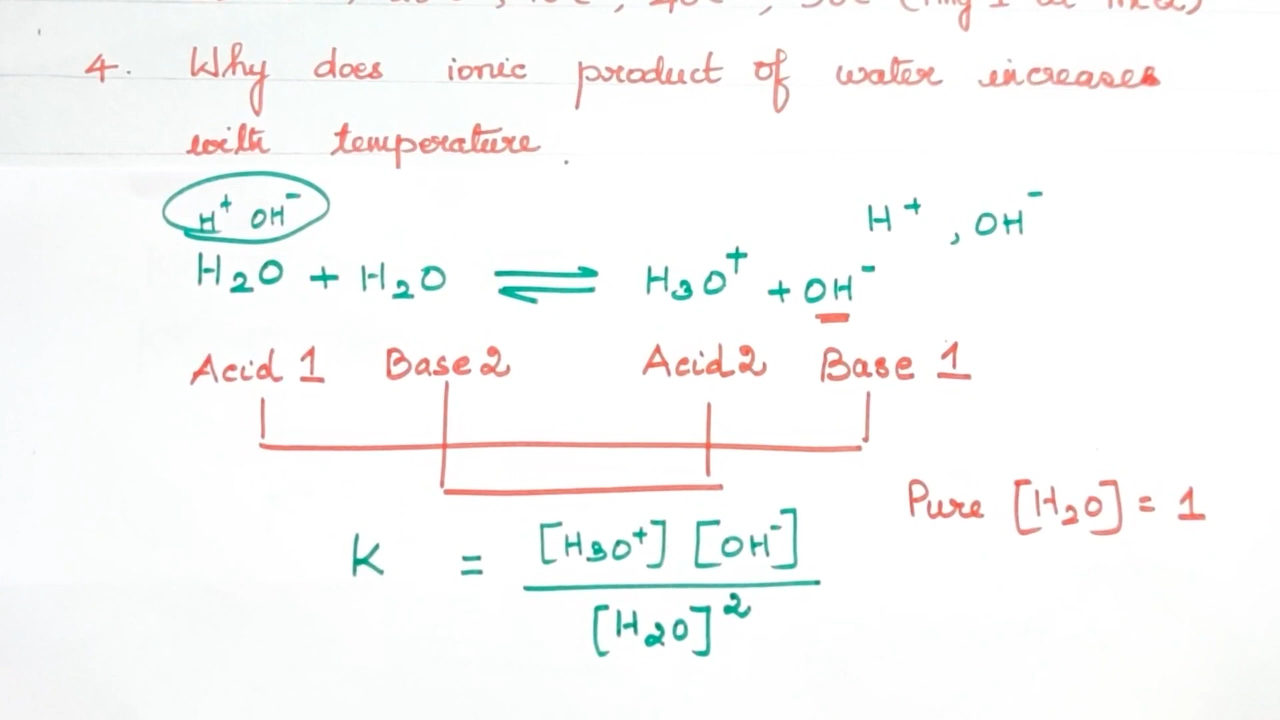 4. Why does ionic product of water increases
with temperature.
H⁺ OH⁻
H⁺, OH⁻
H₂O + H₂O ⇌ H₃O⁺ + OH⁻
Acid 1 Base 2 Acid 2 Base 1
Pure [H₂O] = 1
K = [H₃O⁺] [OH⁻]
[H₂O]²